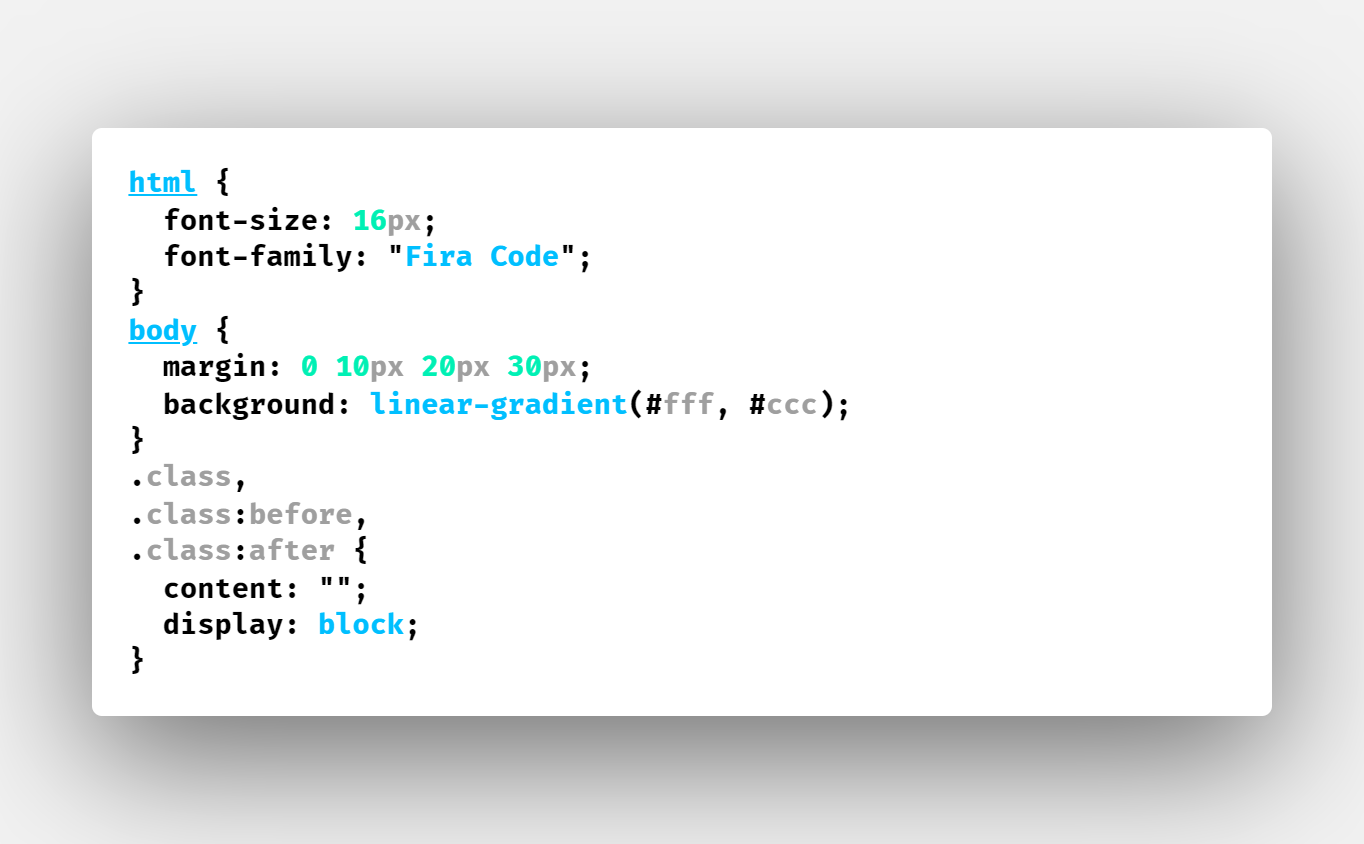 html {
  font-size: 16px;
  font-family: "Fira Code";
}
body {
  margin: 0 10px 20px 30px;
  background: linear-gradient(#fff, #ccc);
}
.class,
.class:before,
.class:after {
  content: "";
  display: block;
}